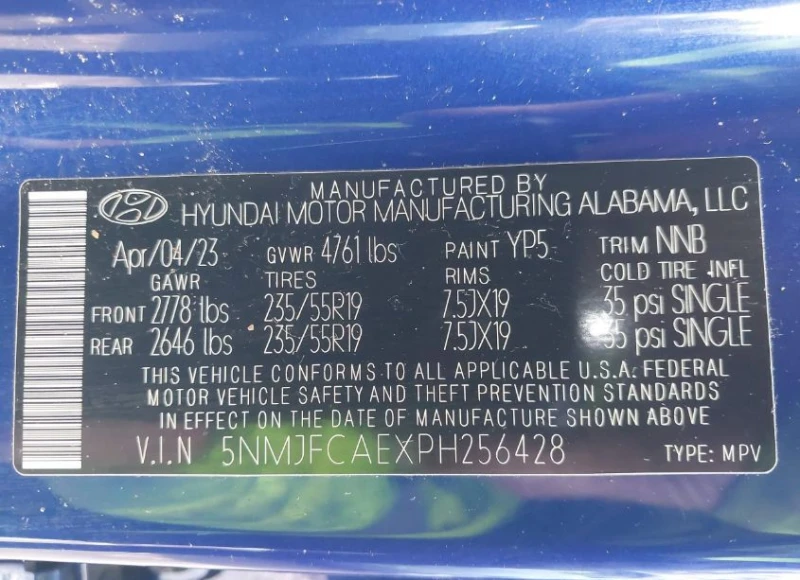 MANUFACTURED BY
HYUNDAI MOTOR MANUFACTURING ALABAMA, LLC
Apr/04/23 GVWR 4761 lbs PAINT YP5 TRIM NNB
GAWR TIRES RIMS COLD TIRE INFL
FRONT 2778 lbs 235/55R19 7.5JX19 35 psi SINGLE
REAR 2646 lbs 235/55R19 7.5JX19 35 psi SINGLE
THIS VEHICLE CONFORMS TO ALL APPLICABLE U.S.A. FEDERAL
MOTOR VEHICLE SAFETY AND THEFT PREVENTION STANDARDS
IN EFFECT ON THE DATE OF MANUFACTURE SHOWN ABOVE.
V.I.N 5NMJFCAEXPH256428 TYPE: MPV